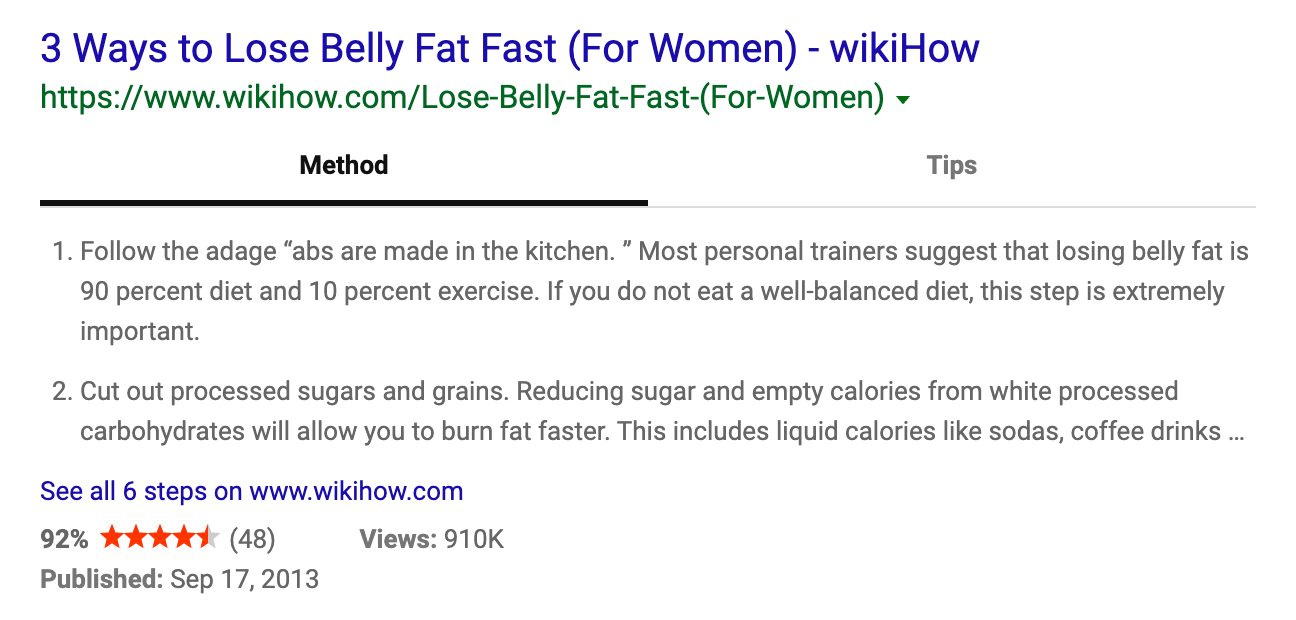 3 Ways to Lose Belly Fat Fast (For Women) - wikiHow
https://www.wikihow.com/Lose-Belly-Fat-Fast-(For-Women)
Method
Tips
1. Follow the adage “abs are made in the kitchen. ” Most personal trainers suggest that losing belly fat is
90 percent diet and 10 percent exercise. If you do not eat a well-balanced diet, this step is extremely
important.
2. Cut out processed sugars and grains. Reducing sugar and empty calories from white processed
carbohydrates will allow you to burn fat faster. This includes liquid calories like sodas, coffee drinks ...
See all 6 steps on www.wikihow.com
92% (48) Views: 910K
Published: Sep 17, 2013